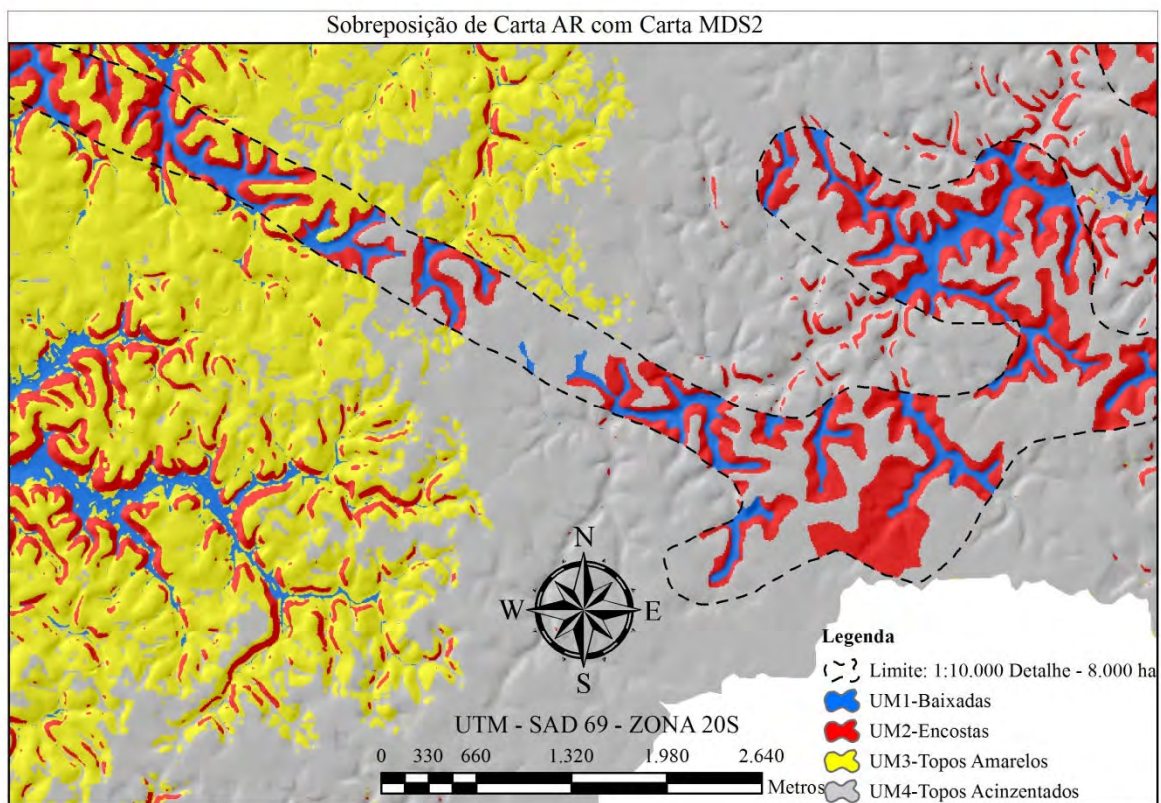 Sobreposição de Carta AR com Carta MDS2
N
W E
S
UTM - SAD 69 - ZONA 20S
0 330 660 1.320 1.980 2.640
Metros
Legenda
Limite: 1:10.000 Detalhe - 8.000 ha
UM1-Baixadas
UM2-Encostas
UM3-Topos Amarelos
UM4-Topos Acinzentados